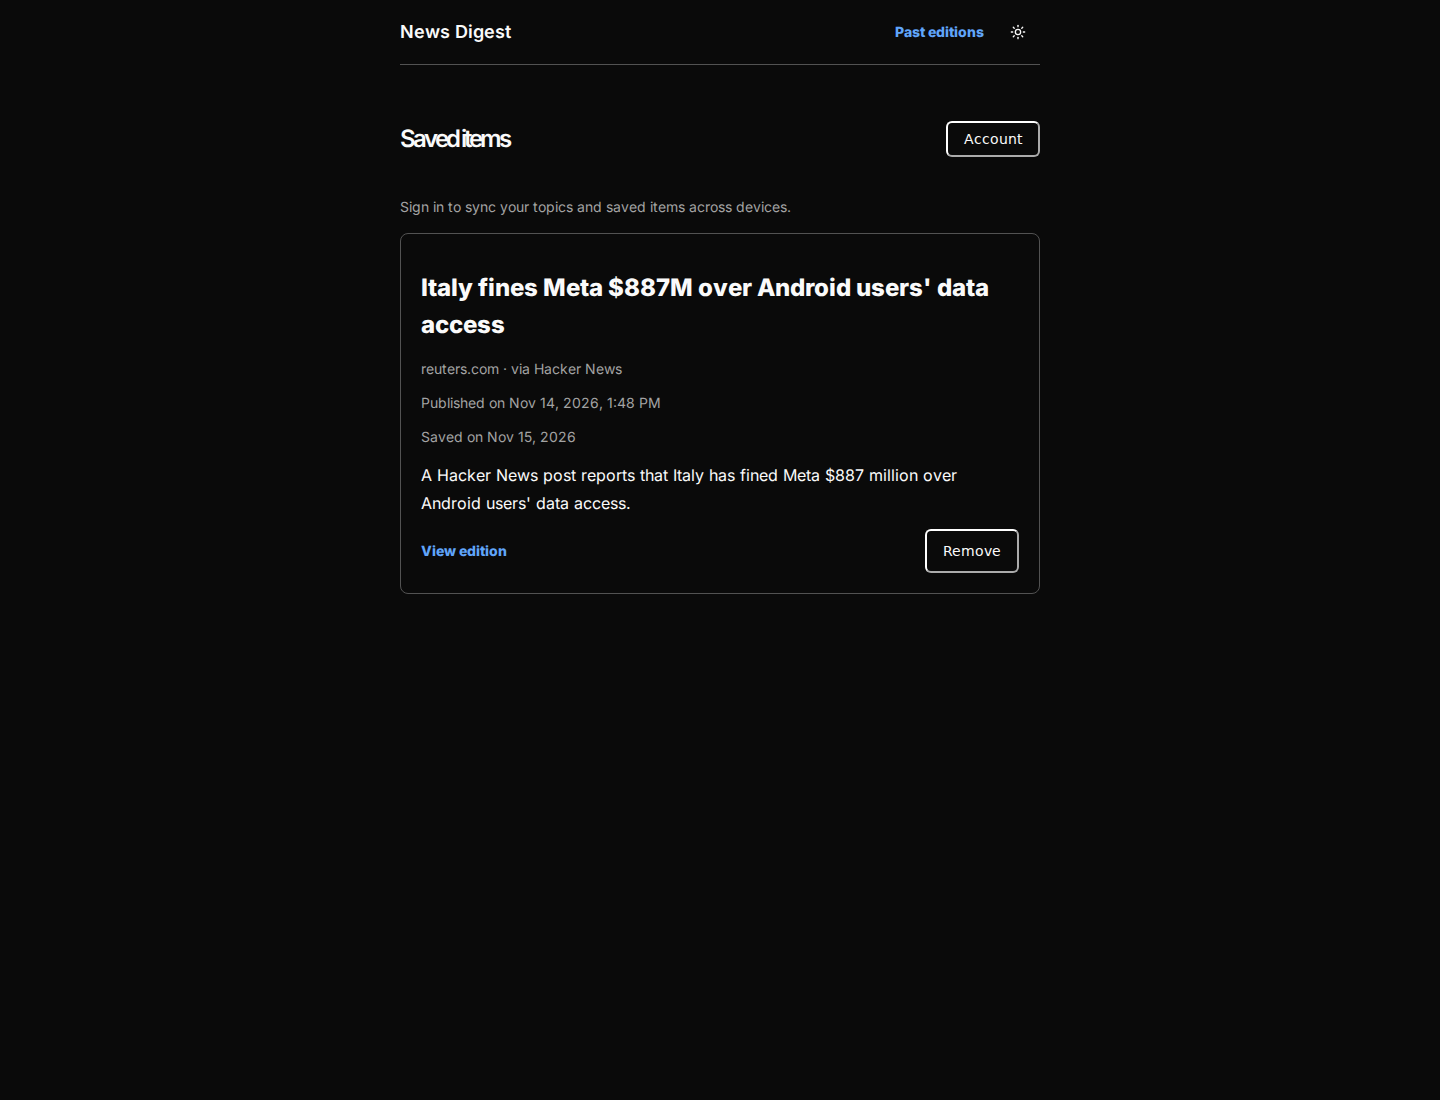 News Digest
Past editions
Saved items
Account
Sign in to sync your topics and saved items across devices.
Italy fines Meta $887M over Android users' data
access
reuters.com · via Hacker News
Published on Nov 14, 2026, 1:48 PM
Saved on Nov 15, 2026
A Hacker News post reports that Italy has fined Meta $887 million over
Android users' data access.
View edition
Remove